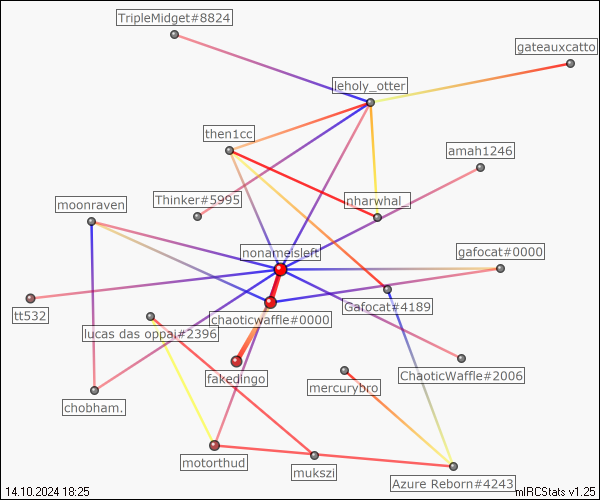 TripleMidget#8824
gateauxcatto
leholy_otter
then1cc
amah1246
Thinker#5995
nharwhal_
moonraven
nonameisleft
gafocat#0000
tt532
Gafocat#4189
chaoticwaffle#0000
lucas das oppai#2396
fakedingo
ChaoticWaffle#2006
mercurybro
chobham.
motorthud
mukszi
Azure Reborn#4243
14.10.2024 18:25
mIRCStats v1.25